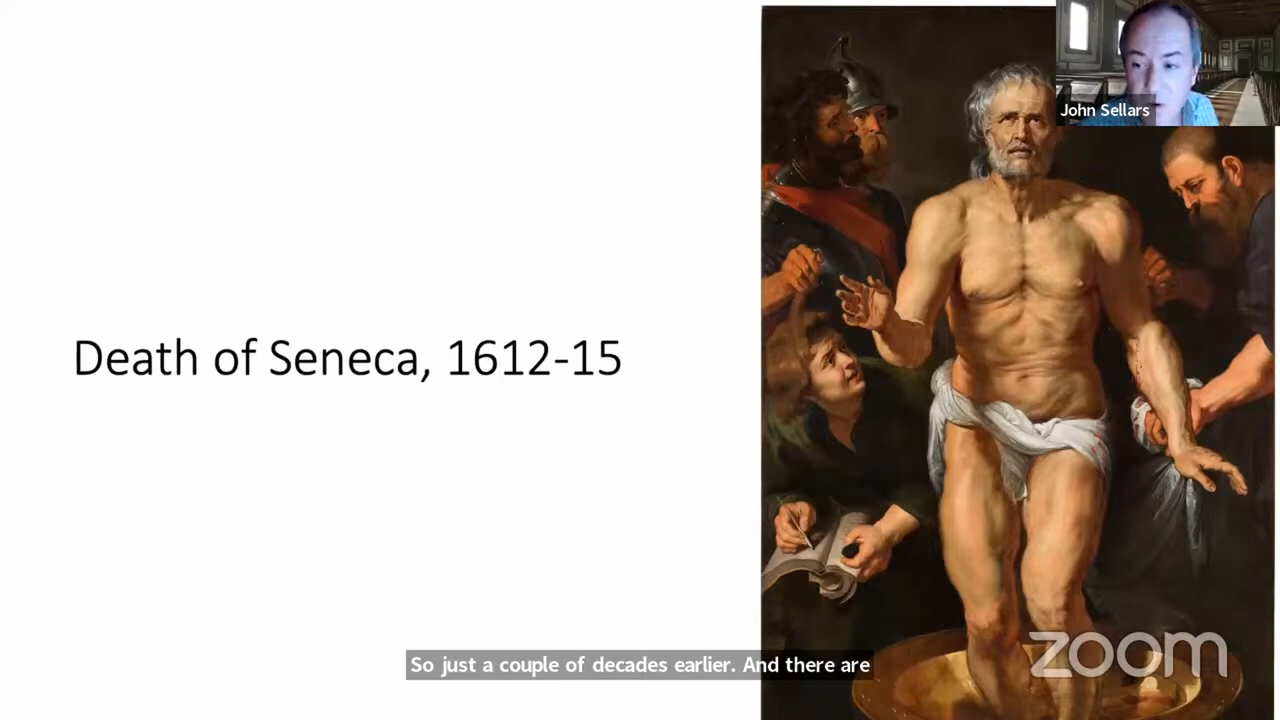 John Sellars
Death of Seneca, 1612-15
So just a couple of decades earlier. And there are
zoom